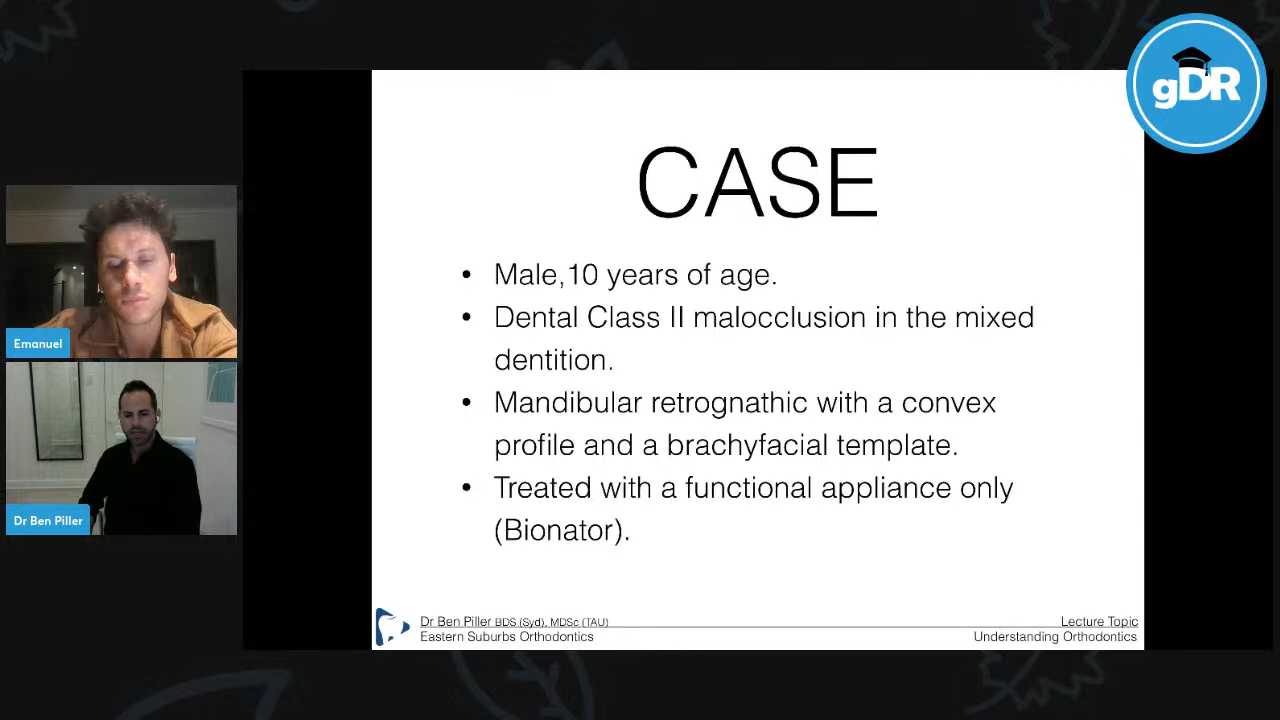 gDR
CASE
• Male,10 years of age.
• Dental Class II malocclusion in the mixed
dentition.
• Mandibular retrognathic with a convex
profile and a brachyfacial template.
• Treated with a functional appliance only
(Bionator).
Emanuel
Dr Ben Piller
Dr Ben Piller BDS (Syd), MDSc (TAU)
Eastern Suburbs Orthodontics
Lecture Topic
Understanding Orthodontics